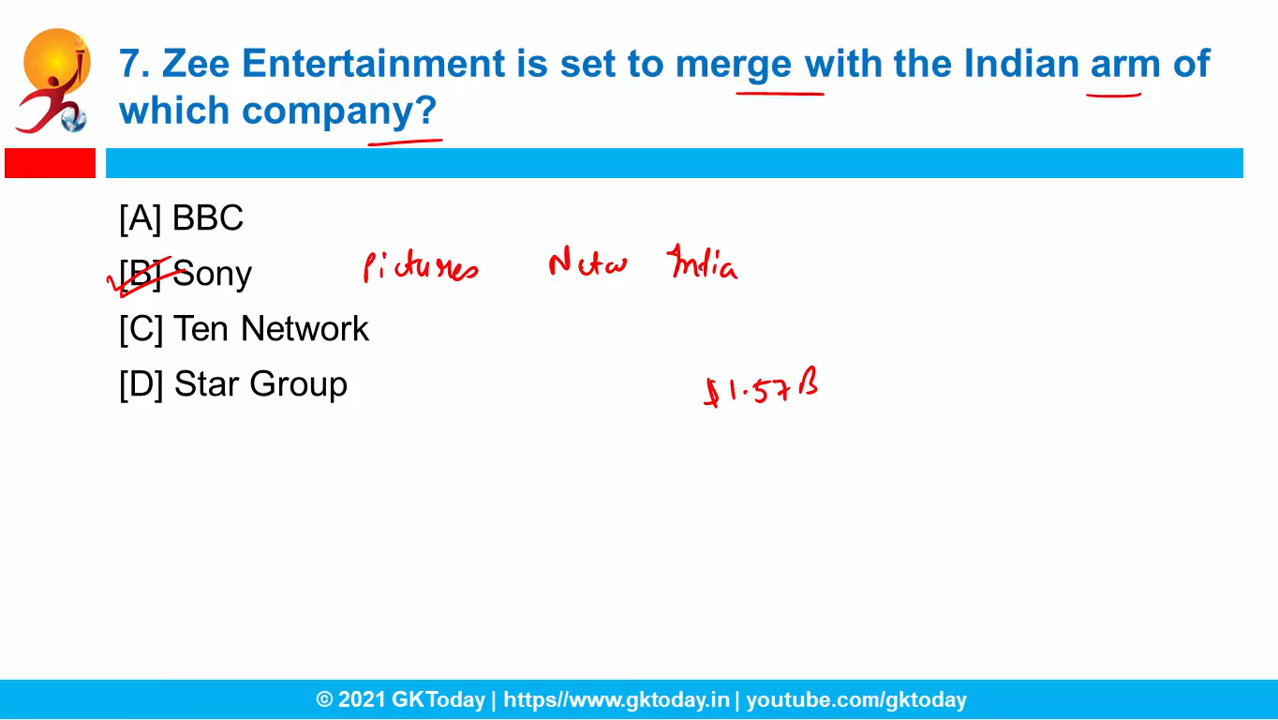 7. Zee Entertainment is set to merge with the Indian arm of
which company?
[A] BBC
[B] Sony Pictures Netw India
[C] Ten Network
[D] Star Group
$1.57B
© 2021 GKToday | https//www.gktoday.in | youtube.com/gktoday